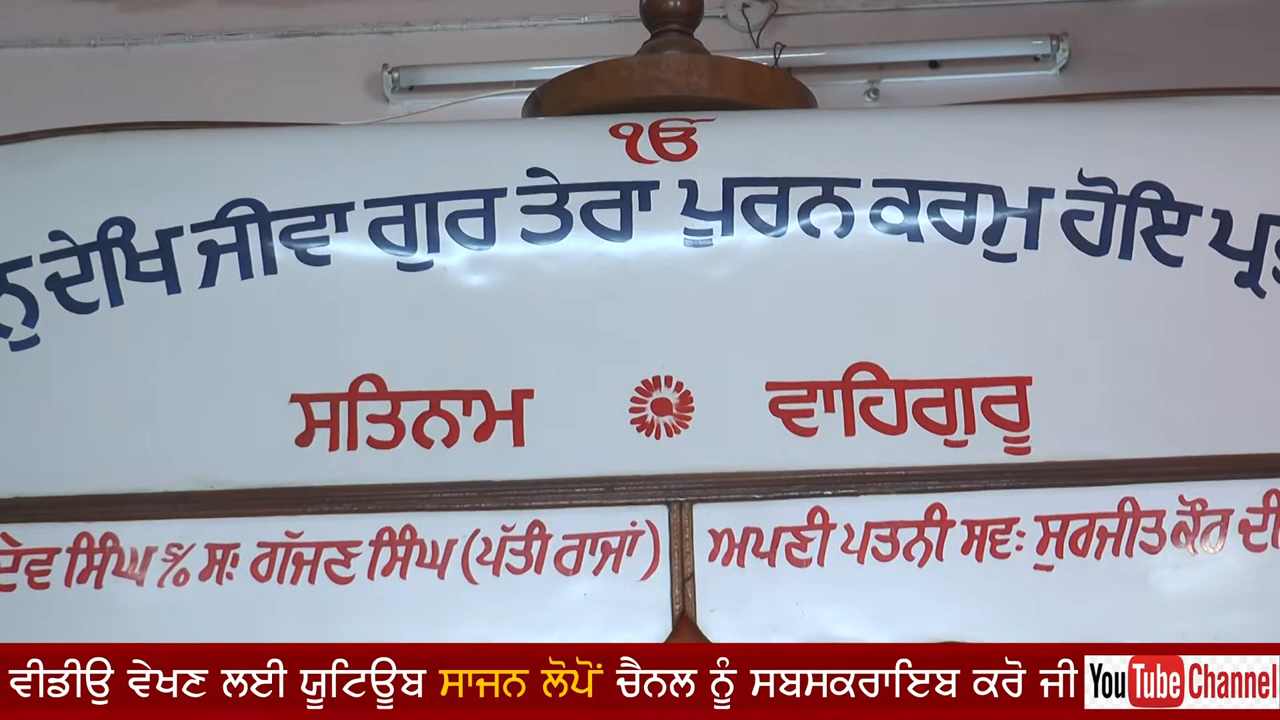 ੴ
ਦੇਖਿ ਜੀਵਾ ਗੁਰ ਤੇਰਾ ਪੂਰਨ ਕਰਮੁ ਹੋਇ
ਸਤਿਨਾਮ ਵਾਹਿਗੁਰੂ
ਦੇਵ ਸਿੰਘ % ਸ: ਗੱਜਣ ਸਿੰਘ (ਪੱਤੀ ਰਾਜਾਂ)
ਅਪਣੀ ਪਤਨੀ ਸਵ: ਸੁਰਜੀਤ ਕੌਰ ਦੀ
ਵੀਡੀਉ ਵੇਖਣ ਲਈ ਯੂਟਿਊਬ ਸਾਜਨ ਲੋਪੋਂ ਚੈਨਲ ਨੂੰ ਸਬਸਕਰਾਇਬ ਕਰੋ ਜੀ YouTube Channel